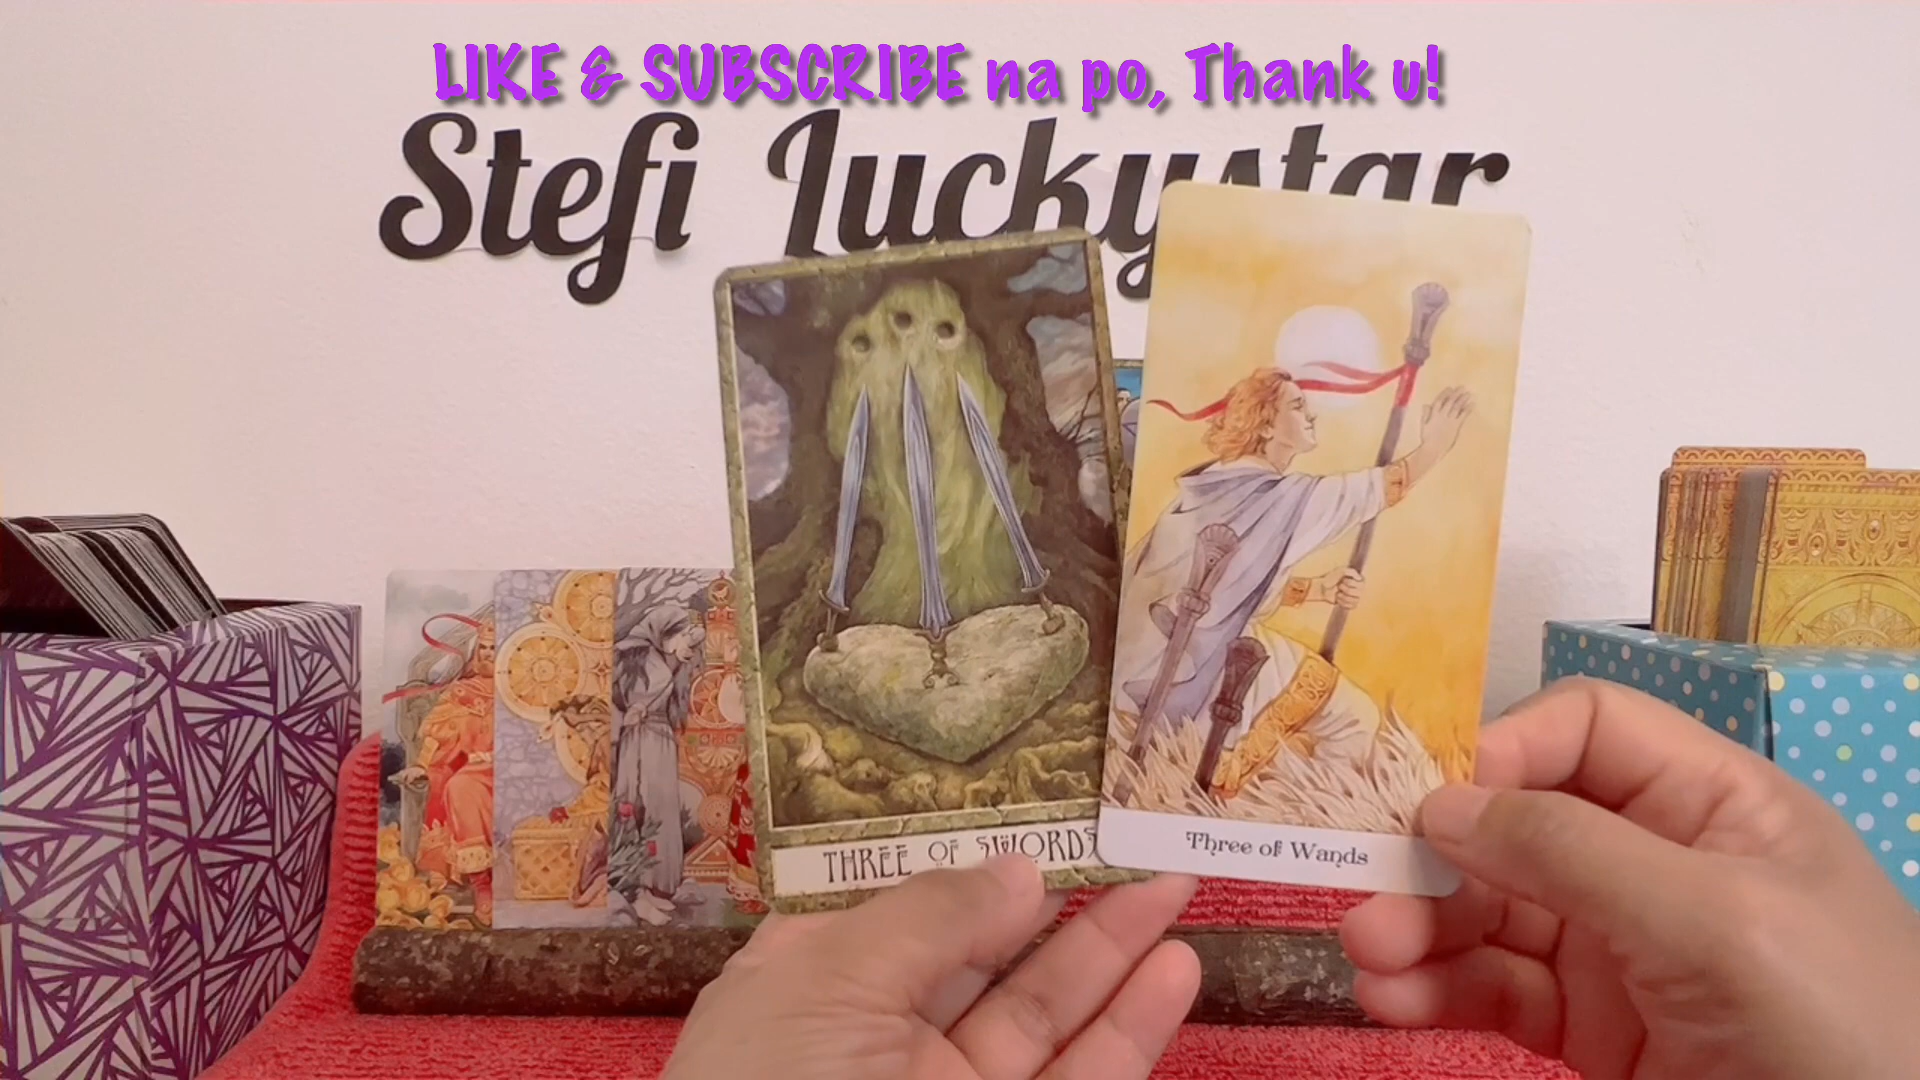 LIKE & SUBSCRIBE na po, Thank u!
Stefi Luckystar
THREE OF SWORDS
Three of Wands